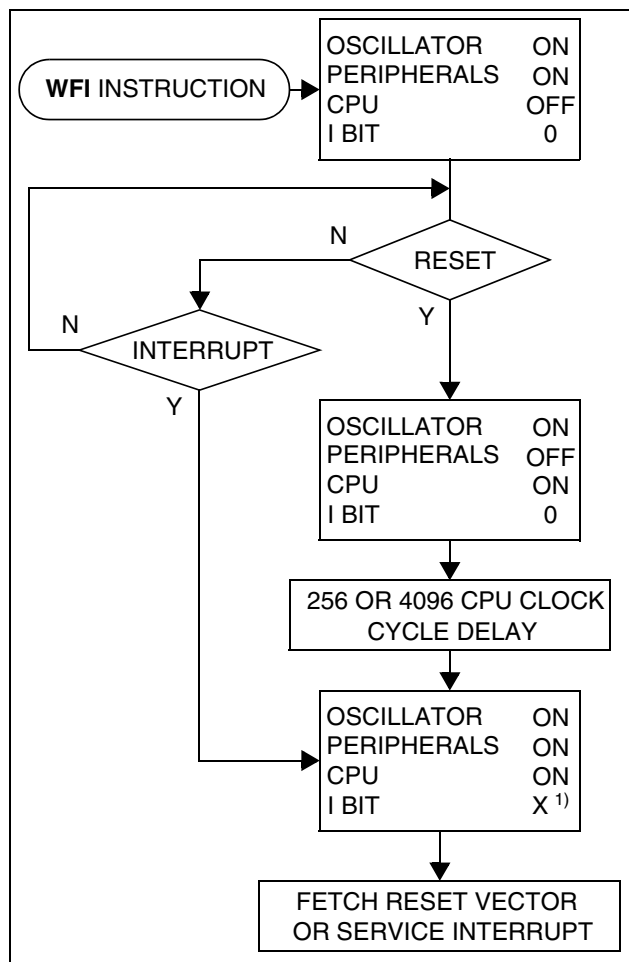 WFI INSTRUCTION
OSCILLATOR ON
PERIPHERALS ON
CPU OFF
I BIT 0
N
RESET
Y
N
INTERRUPT
Y
OSCILLATOR ON
PERIPHERALS OFF
CPU ON
I BIT 0
256 OR 4096 CPU CLOCK
CYCLE DELAY
OSCILLATOR ON
PERIPHERALS ON
CPU ON
I BIT X 1)
FETCH RESET VECTOR
OR SERVICE INTERRUPT